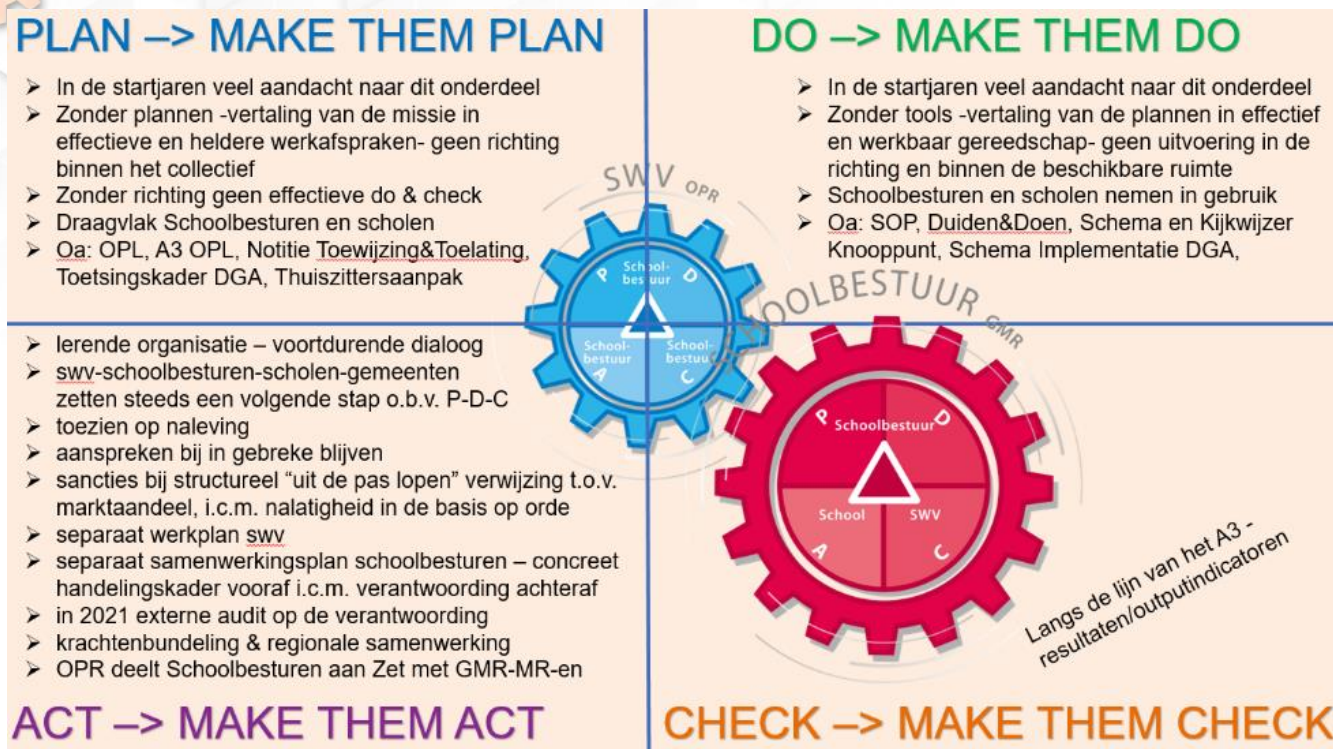 PLAN –> MAKE THEM PLAN
➢ In de startjaren veel aandacht naar dit onderdeel
➢ Zonder plannen -vertaling van de missie in
effectieve en heldere werkafspraken- geen richting
binnen het collectief
➢ Zonder richting geen effectieve do & check
➢ Draagvlak Schoolbesturen en scholen
➢ Oa: OPL, A3 OPL, Notitie Toewijzing&Toelating,
Toetsingskader DGA, Thuiszittersaanpak
DO –> MAKE THEM DO
➢ In de startjaren veel aandacht naar dit onderdeel
➢ Zonder tools -vertaling van de plannen in effectief
en werkbaar gereedschap- geen uitvoering in de
richting en binnen de beschikbare ruimte
➢ Schoolbesturen en scholen nemen in gebruik
➢ Oa: SOP, Duiden&Doen, Schema en Kijkwijzer
Knooppunt, Schema Implementatie DGA,
SWV OPR
P
D
School-
bestuur
School-
bestuur
School-
bestuur
A
C
SCHOOLBESTUUR GMR
P
D
Schoolbestuur
School
SWV
A
C
➢ lerende organisatie – voortdurende dialoog
➢ swv-schoolbesturen-scholen-gemeenten
zetten steeds een volgende stap o.b.v. P-D-C
➢ toezien op naleving
➢ aanspreken bij in gebreke blijven
➢ sancties bij structureel “uit de pas lopen” verwijzing t.o.v.
marktaandeel, i.c.m. nalatigheid in de basis op orde
➢ separaat werkplan swv
➢ separaat samenwerkingsplan schoolbesturen – concreet
handelingskader vooraf i.c.m. verantwoording achteraf
➢ in 2021 externe audit op de verantwoording
➢ krachtenbundeling & regionale samenwerking
➢ OPR deelt Schoolbesturen aan Zet met GMR-MR-en
ACT –> MAKE THEM ACT
Langs de lijn van het A3 -
resultaten/outputindicatoren
CHECK –> MAKE THEM CHECK